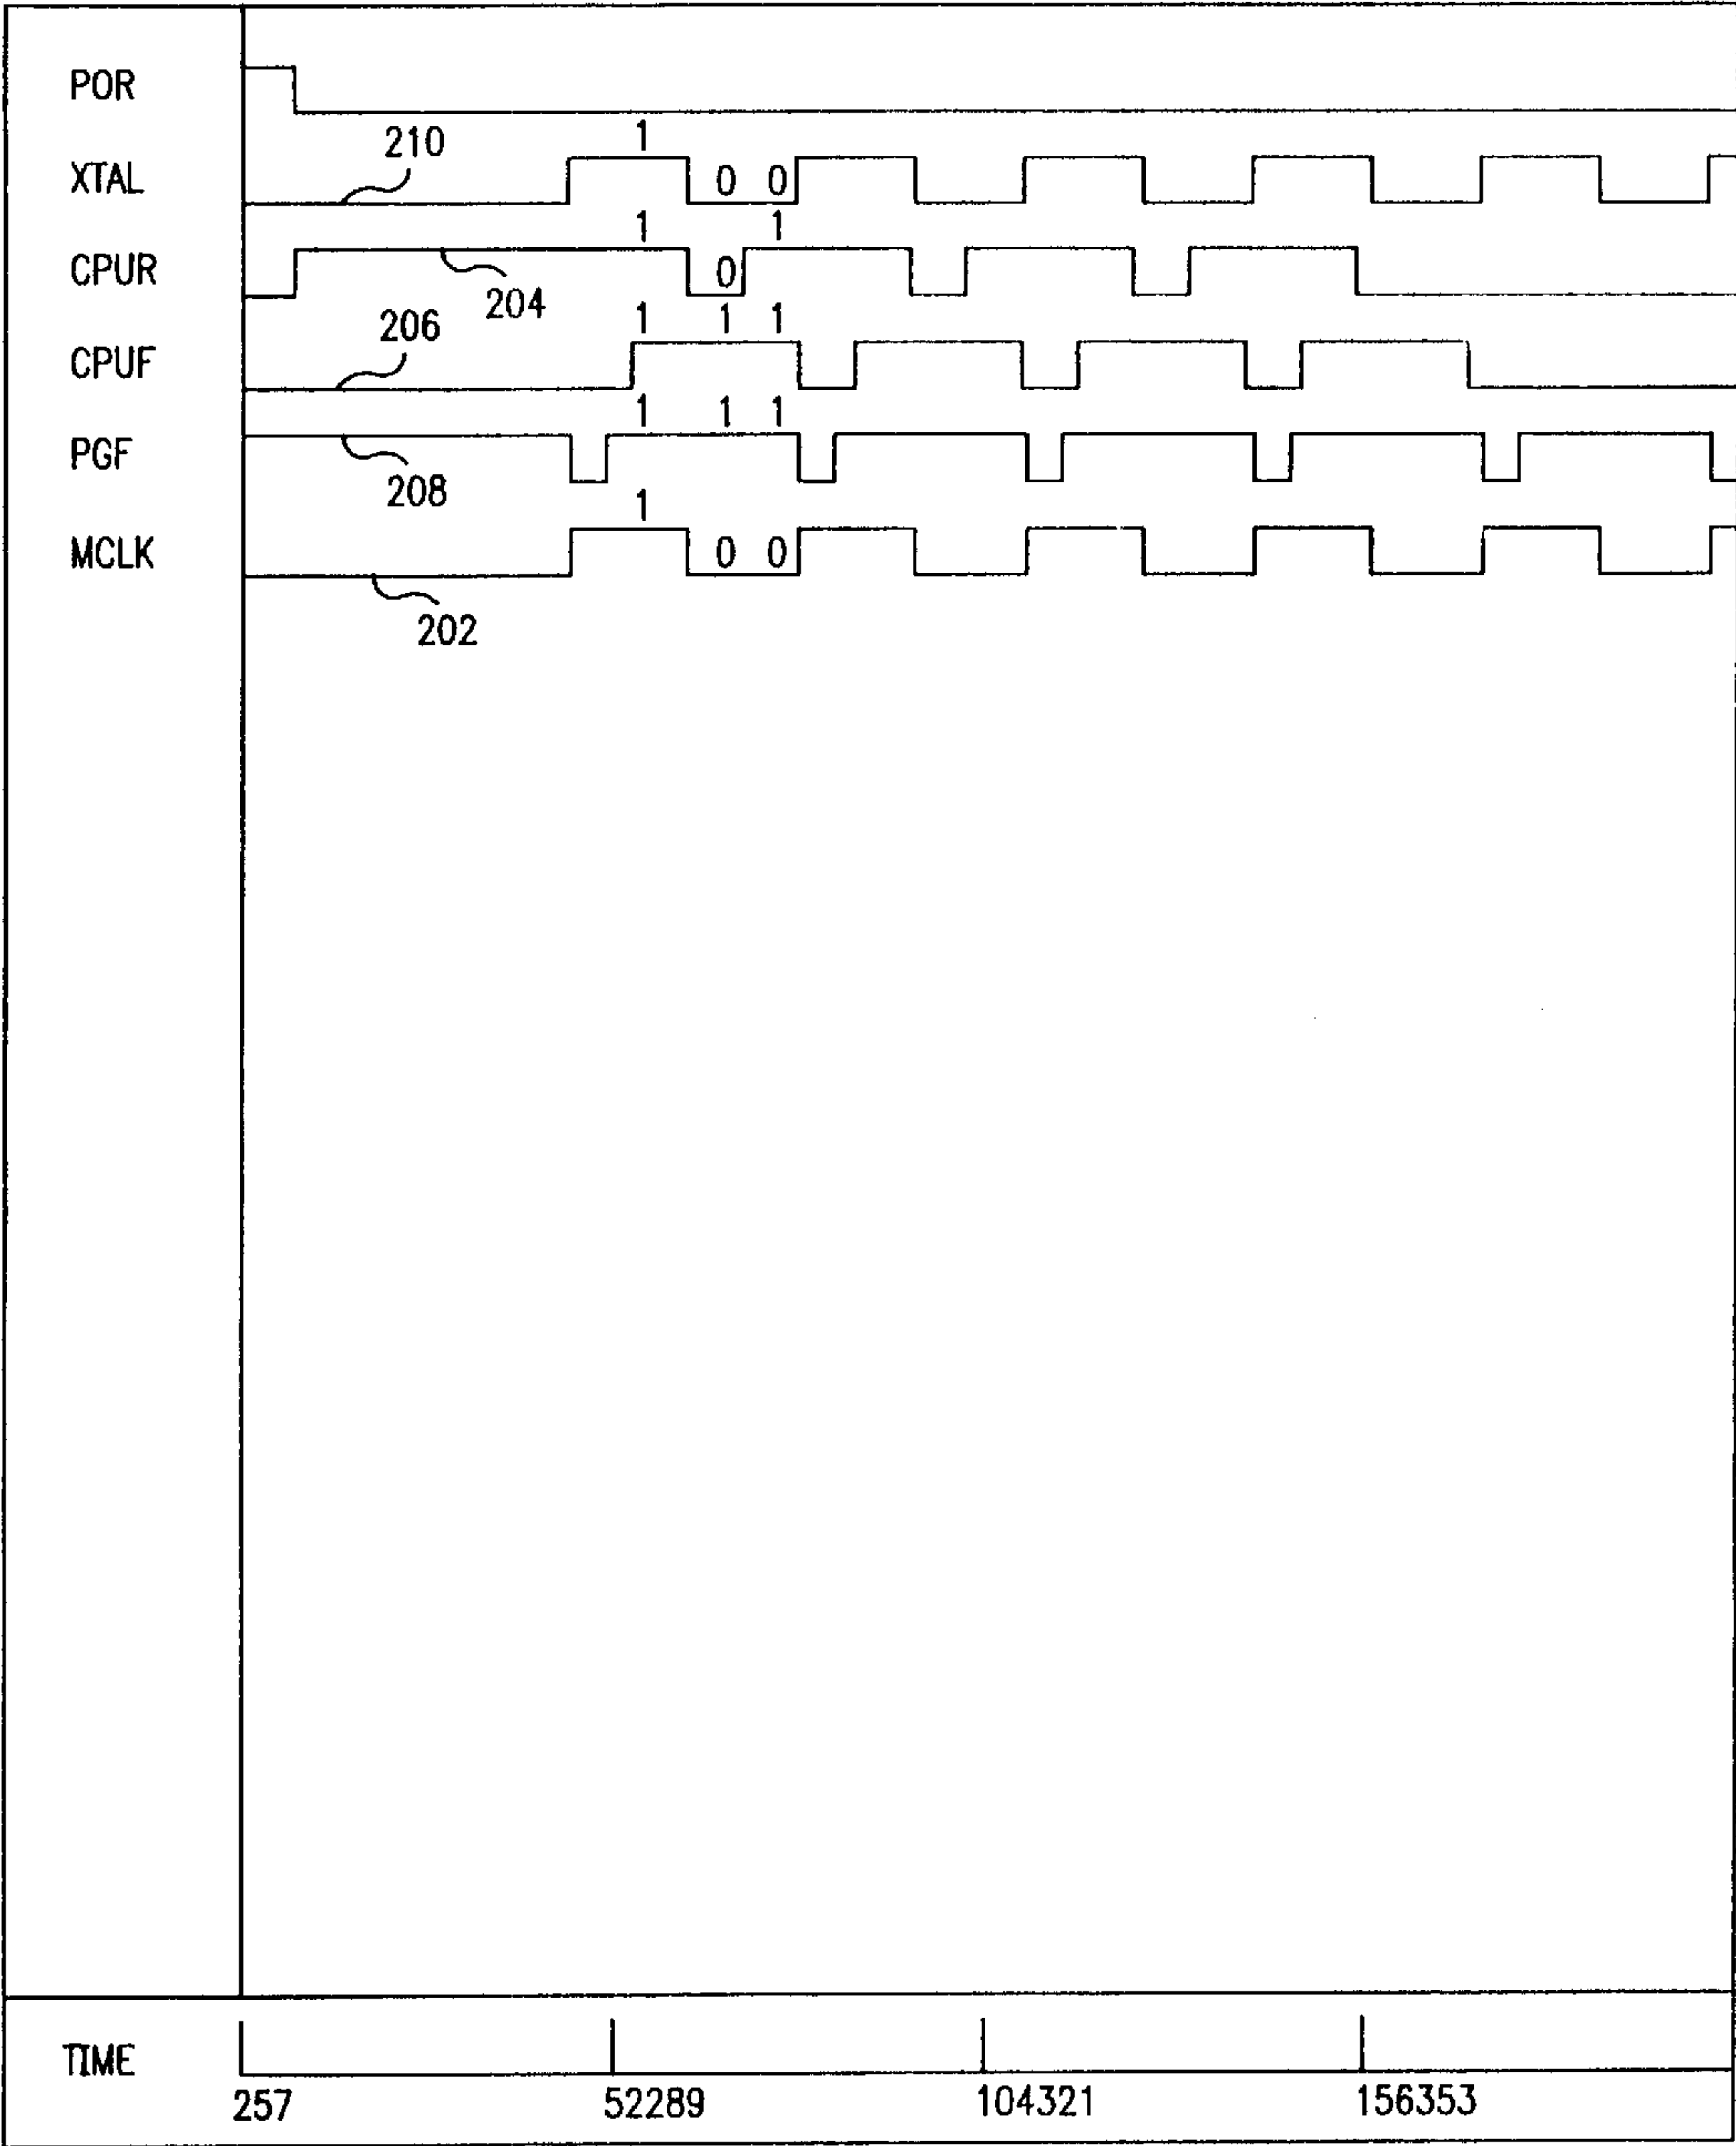 POR
1
210
XTAL
0 0
1 1
CPUR
0
204
1 1 1
206
CPUF
1 1 1
PGF
208
1
MCLK
0 0
202
TIME
257 52289 104321 156353